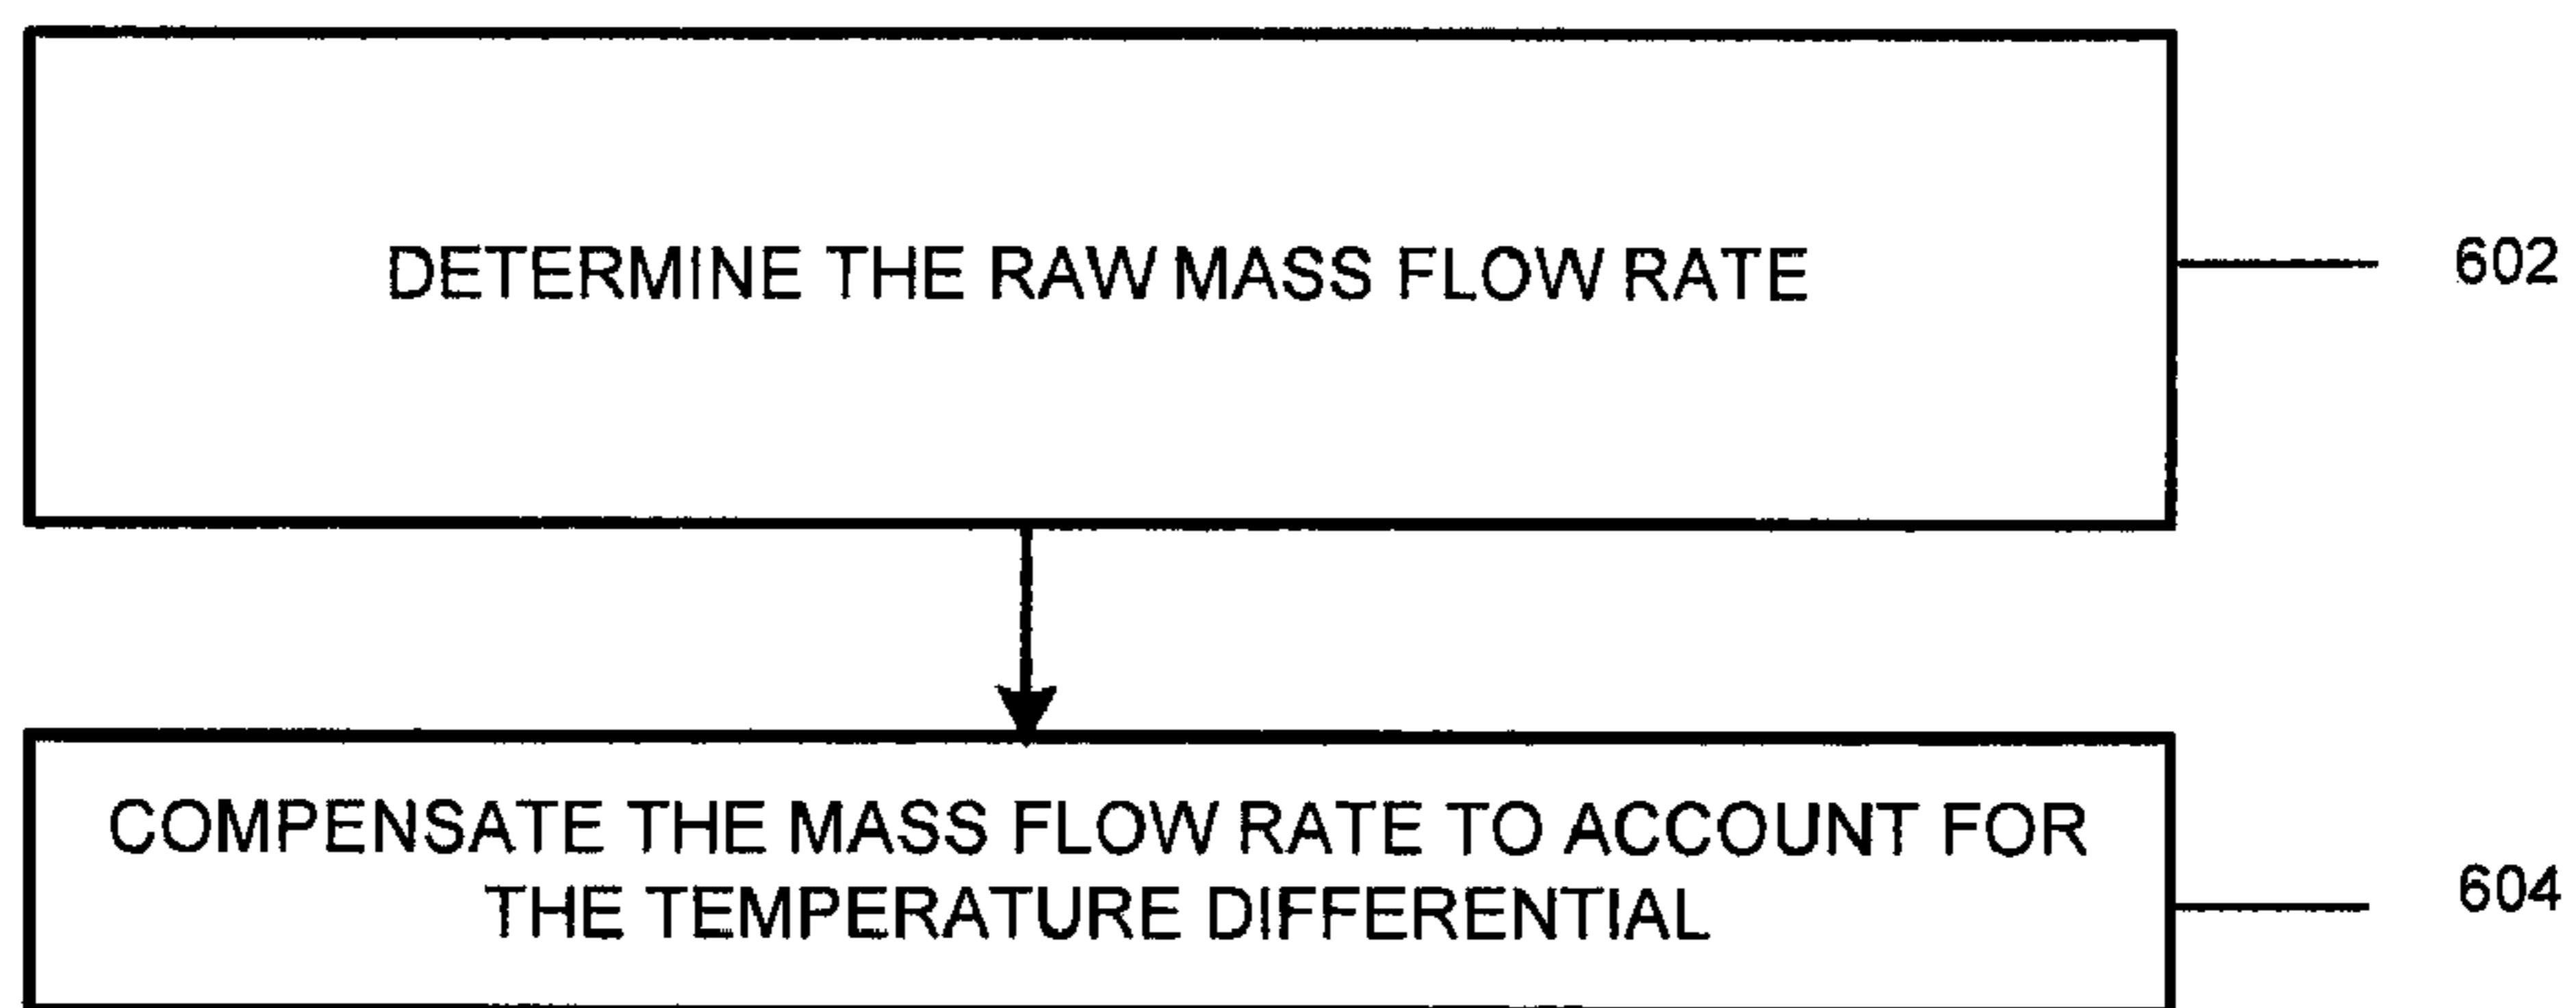 DETERMINE THE RAW MASS FLOW RATE
602
COMPENSATE THE MASS FLOW RATE TO ACCOUNT FOR
THE TEMPERATURE DIFFERENTIAL
604